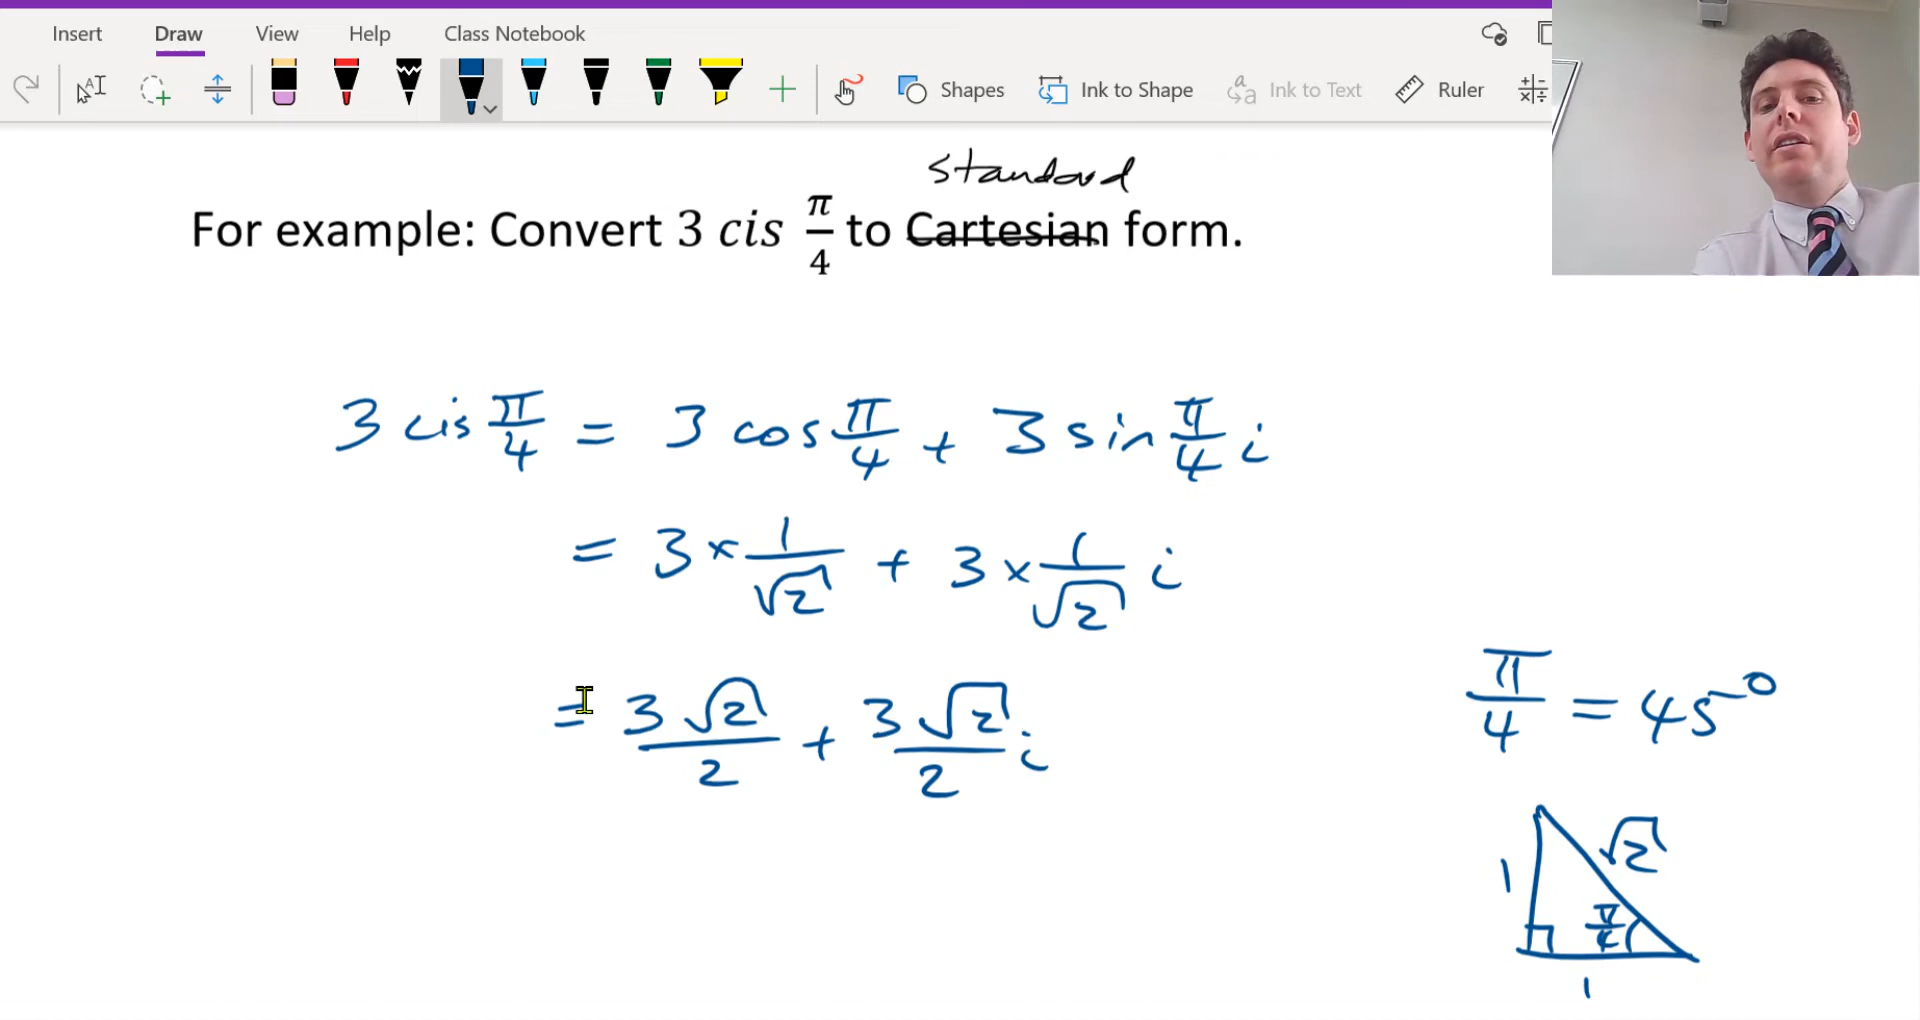 Insert Draw View Help Class Notebook
Shapes Ink to Shape Ink to Text Ruler
standard
For example: Convert 3 cis π/4 to Cartesian form.
3 cis π/4 = 3 cos π/4 + 3 sin π/4 i
= 3 × 1/√2 + 3 × 1/√2 i
= 3√2/2 + 3√2/2 i
π/4 = 45°
√2
1
π/4
1